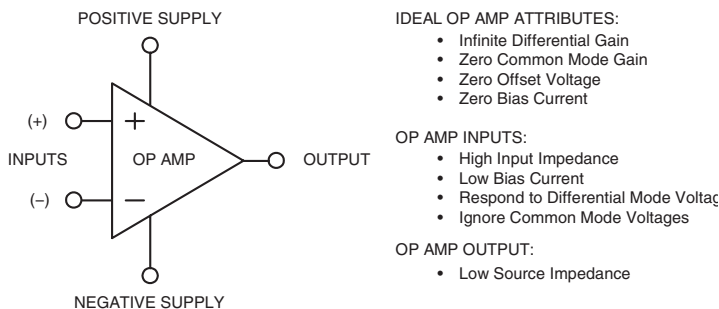 POSITIVE SUPPLY
(+)
+
INPUTS
OP AMP
OUTPUT
(−)
−
NEGATIVE SUPPLY
IDEAL OP AMP ATTRIBUTES:
• Infinite Differential Gain
• Zero Common Mode Gain
• Zero Offset Voltage
• Zero Bias Current
OP AMP INPUTS:
• High Input Impedance
• Low Bias Current
• Respond to Differential Mode Voltag
• Ignore Common Mode Voltages
OP AMP OUTPUT:
• Low Source Impedance